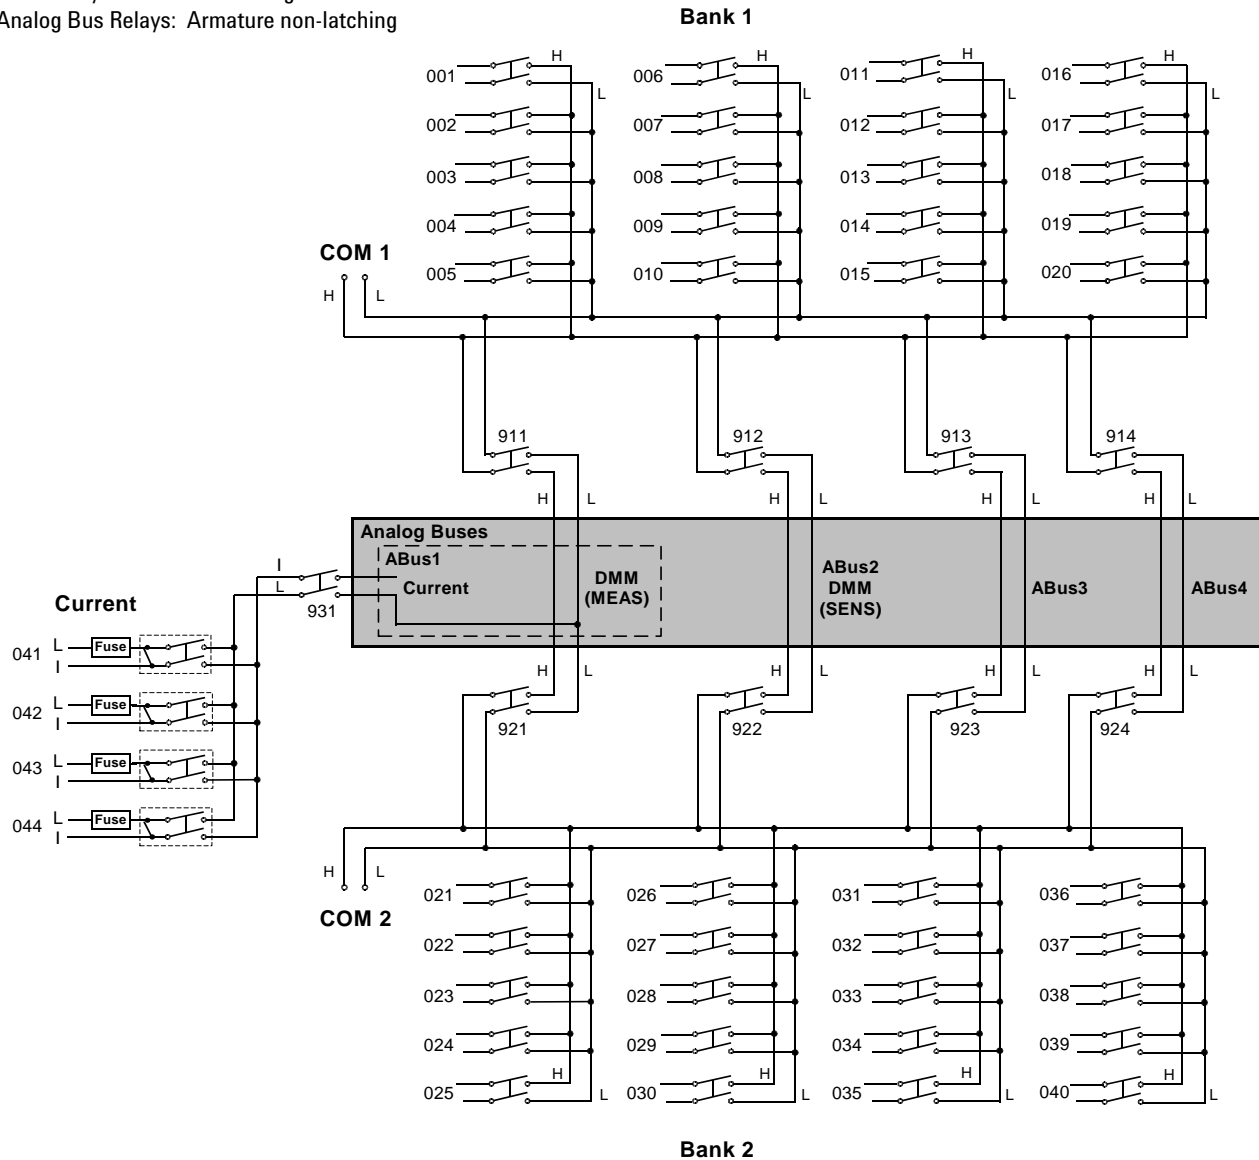 Analog Bus Relays: Armature non-latching
Bank 1
H H H H
001 006 011 016
L L L L
002 007 012 017
003 008 013 018
004 009 014 019
COM 1
005 010 015 020
H L
911 912 913 914
H L H L H L H L
Analog Buses
ABus1
Current
DMM
(MEAS)
ABus2
DMM
(SENS)
ABus3
ABus4
I
L
931
Current
041 L Fuse
I
042 L Fuse
I
043 L Fuse
I
044 L Fuse
I
H L H L H L H L
921 922 923 924
H L
COM 2
021 026 031 036
022 027 032 037
023 028 033 038
024 029 034 039
H H H H
025 030 035 040
L L L L
Bank 2